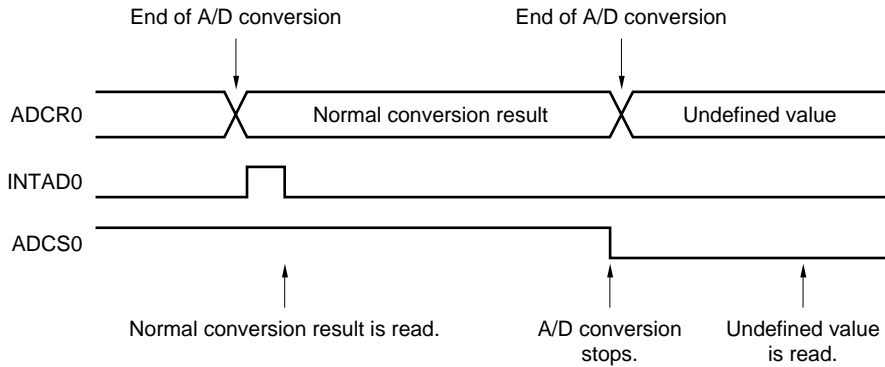 End of A/D conversion
End of A/D conversion
ADCR0
Normal conversion result
Undefined value
INTAD0
ADCS0
Normal conversion result is read.
A/D conversion
stops.
Undefined value
is read.